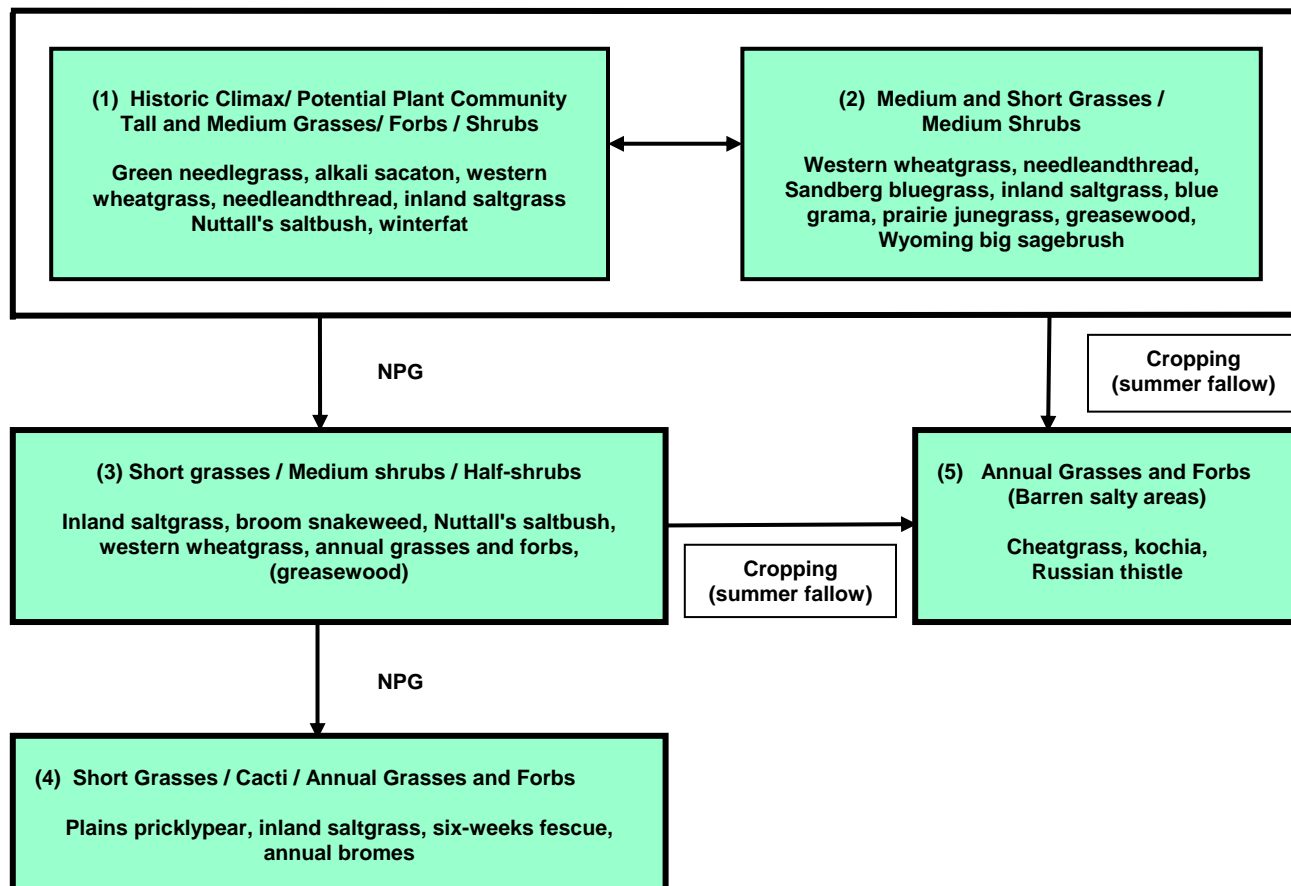 (1) Historic Climax/ Potential Plant Community
Tall and Medium Grasses/ Forbs / Shrubs
Green needlegrass, alkali sacaton, western
wheatgrass, needleandthread, inland saltgrass
Nuttall's saltbush, winterfat
(2) Medium and Short Grasses /
Medium Shrubs
Western wheatgrass, needleandthread,
Sandberg bluegrass, inland saltgrass, blue
grama, prairie junegrass, greasewood,
Wyoming big sagebrush
NPG
Cropping
(summer fallow)
(3) Short grasses / Medium shrubs / Half-shrubs
Inland saltgrass, broom snakeweed, Nuttall's saltbush,
western wheatgrass, annual grasses and forbs,
(greasewood)
Cropping
(summer fallow)
(5) Annual Grasses and Forbs
(Barren salty areas)
Cheatgrass, kochia,
Russian thistle
NPG
(4) Short Grasses / Cacti / Annual Grasses and Forbs
Plains pricklypear, inland saltgrass, six-weeks fescue,
annual bromes